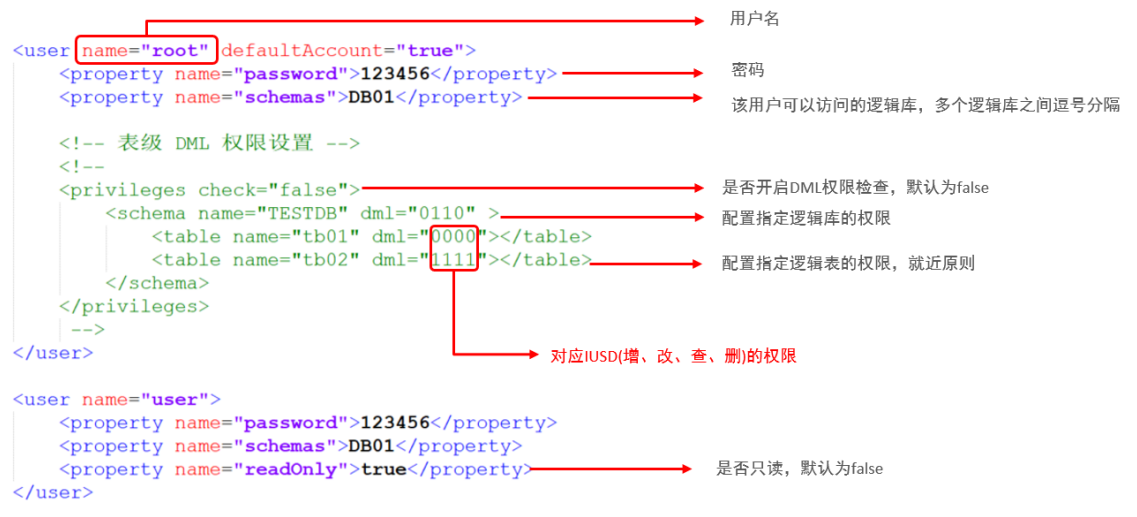 用户名
<user name="root" defaultAccount="true">
<property name="password">123456</property>
密码
<property name="schemas">DB01</property>
该用户可以访问的逻辑库，多个逻辑库之间逗号分隔
<!-- 表级 DML 权限设置 -->
<!--
<privileges check="false">
是否开启DML权限检查，默认为false
<schema name="TESTDB" dml="0110" >
配置指定逻辑库的权限
<table name="tb01" dml="0000"></table>
<table name="tb02" dml="1111"></table>
配置指定逻辑表的权限，就近原则
</schema>
</privileges>
-->
</user>
对应IUSD(增、改、查、删)的权限
<user name="user">
<property name="password">123456</property>
<property name="schemas">DB01</property>
<property name="readOnly">true</property>
是否只读，默认为false
</user>